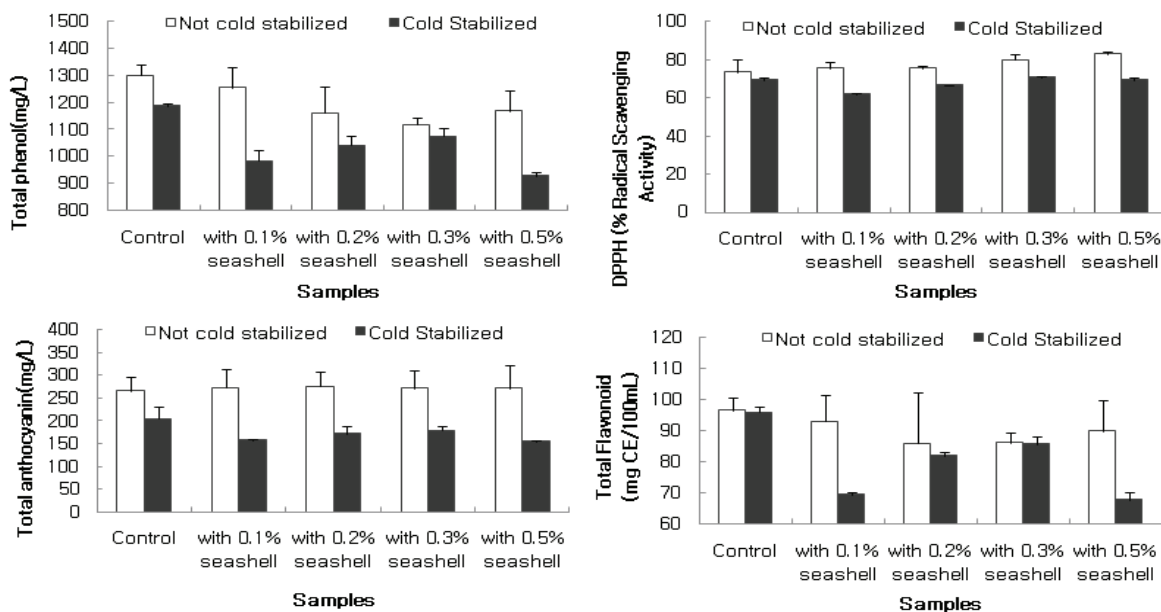 Total phenol(mg/L)
1500
1400
1300
1200
1100
1000
900
800
Not cold stabilized
Cold Stabilized
Control
with 0.1% seashell
with 0.2% seashell
with 0.3% seashell
with 0.5% seashell
Samples
DPPH (% Radical Scavenging
Activity)
100
80
60
40
20
0
Not cold stabilized
Cold Stabilized
Control
with 0.1% seashell
with 0.2% seashell
with 0.3% seashell
with 0.5% seashell
Samples
Total anthocyanin(mg/L)
400
350
300
250
200
150
100
50
0
Not cold stabilized
Cold Stabilized
Control
with 0.1% seashell
with 0.2% seashell
with 0.3% seashell
with 0.5% seashell
Samples
Total Flavonoid
(mg CE/100mL)
120
110
100
90
80
70
60
Not cold stabilized
Cold Stabilized
Control
with 0.1% seashell
with 0.2% seashell
with 0.3% seashell
with 0.5% seashell
Samples